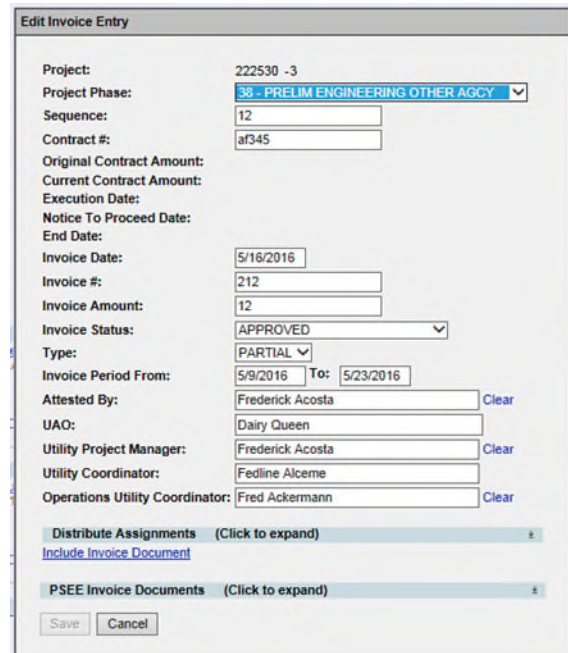 Edit Invoice Entry
Project: 222530 -3
Project Phase: 38 - PRELIM ENGINEERING OTHER AGCY
Sequence: 12
Contract #: af345
Original Contract Amount:
Current Contract Amount:
Execution Date:
Notice To Proceed Date:
End Date:
Invoice Date: 5/16/2016
Invoice #: 212
Invoice Amount: 12
Invoice Status: APPROVED
Type: PARTIAL
Invoice Period From: 5/9/2016 To: 5/23/2016
Attested By: Frederick Acosta Clear
UAO: Dairy Queen
Utility Project Manager: Frederick Acosta Clear
Utility Coordinator: Fedline Alceme
Operations Utility Coordinator: Fred Ackermann Clear
Distribute Assignments (Click to expand)
Include Invoice Document
PSEE Invoice Documents (Click to expand)
Save Cancel